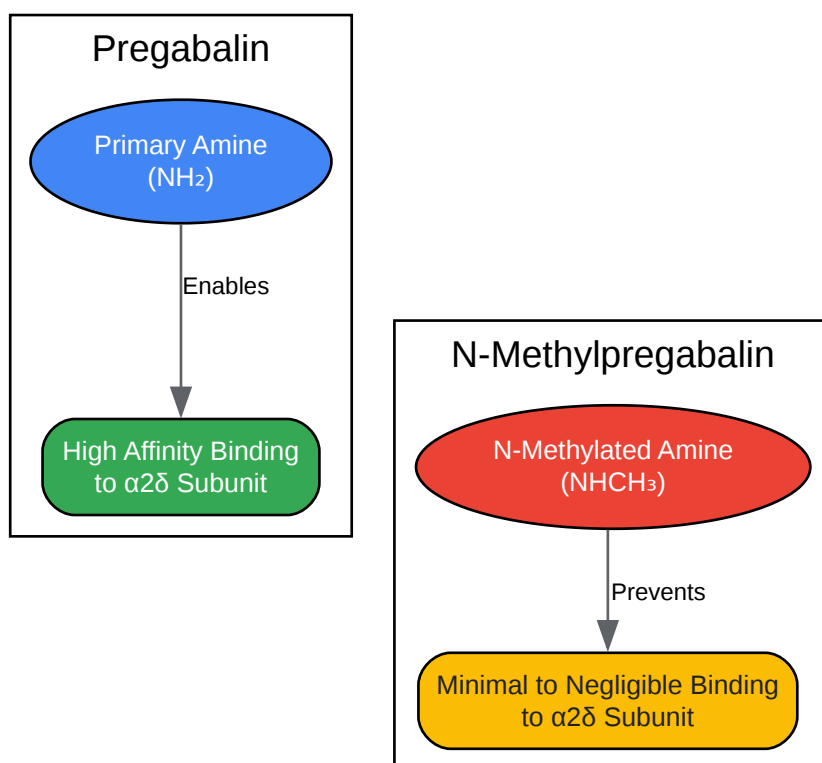 Pregabalin
Primary Amine
(NH₂)
Enables
High Affinity Binding
to α2δ Subunit
N-Methylpregabalin
N-Methylated Amine
(NHCH₃)
Prevents
Minimal to Negligible Binding
to α2δ Subunit